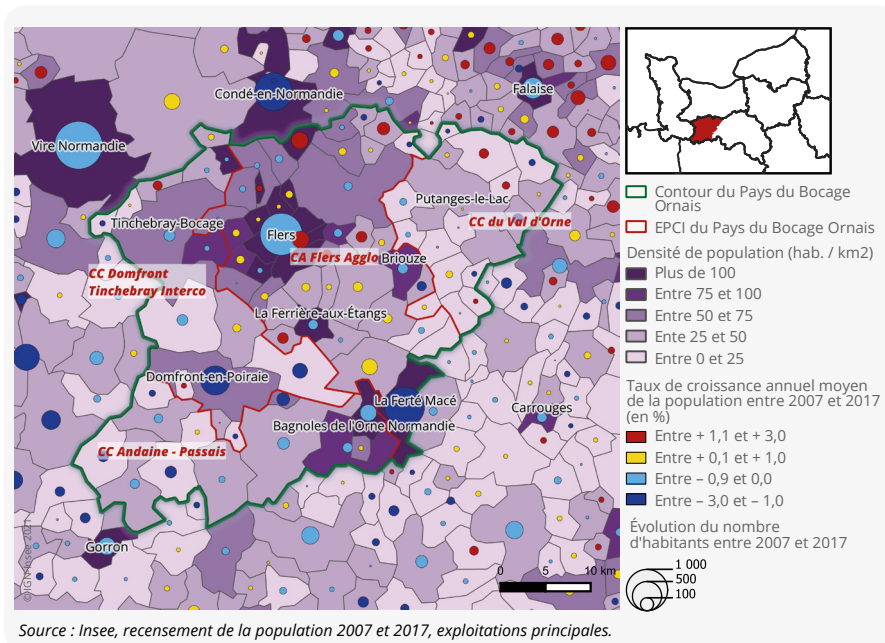 Condé-en-Normandie
Falaise
Vire Normandie
Putanges-le-Lac
Tinchebray-Bocage
CC du Val d'Orne
Flers
CA Flers Agglo
Briouze
CC Domfront
Tinchebray Interco
La Ferrière-aux-Étangs
Domfront-en-Poiraie
La Ferté Macé
Carrouges
Bagnoles de l'Orne Normandie
CC Andaine - Passais
Gorron
©IGN-Insee 2021
0 5 10 km
Contour du Pays du Bocage
Ornais
EPCI du Pays du Bocage Ornais
Densité de population (hab. / km2)
Plus de 100
Entre 75 et 100
Entre 50 et 75
Ente 25 et 50
Entre 0 et 25
Taux de croissance annuel moyen
de la population entre 2007 et 2017
(en %)
Entre + 1,1 et + 3,0
Entre + 0,1 et + 1,0
Entre – 0,9 et 0,0
Entre – 3,0 et – 1,0
Évolution du nombre
d'habitants entre 2007 et 2017
1 000
500
100
Source : Insee, recensement de la population 2007 et 2017, exploitations principales.